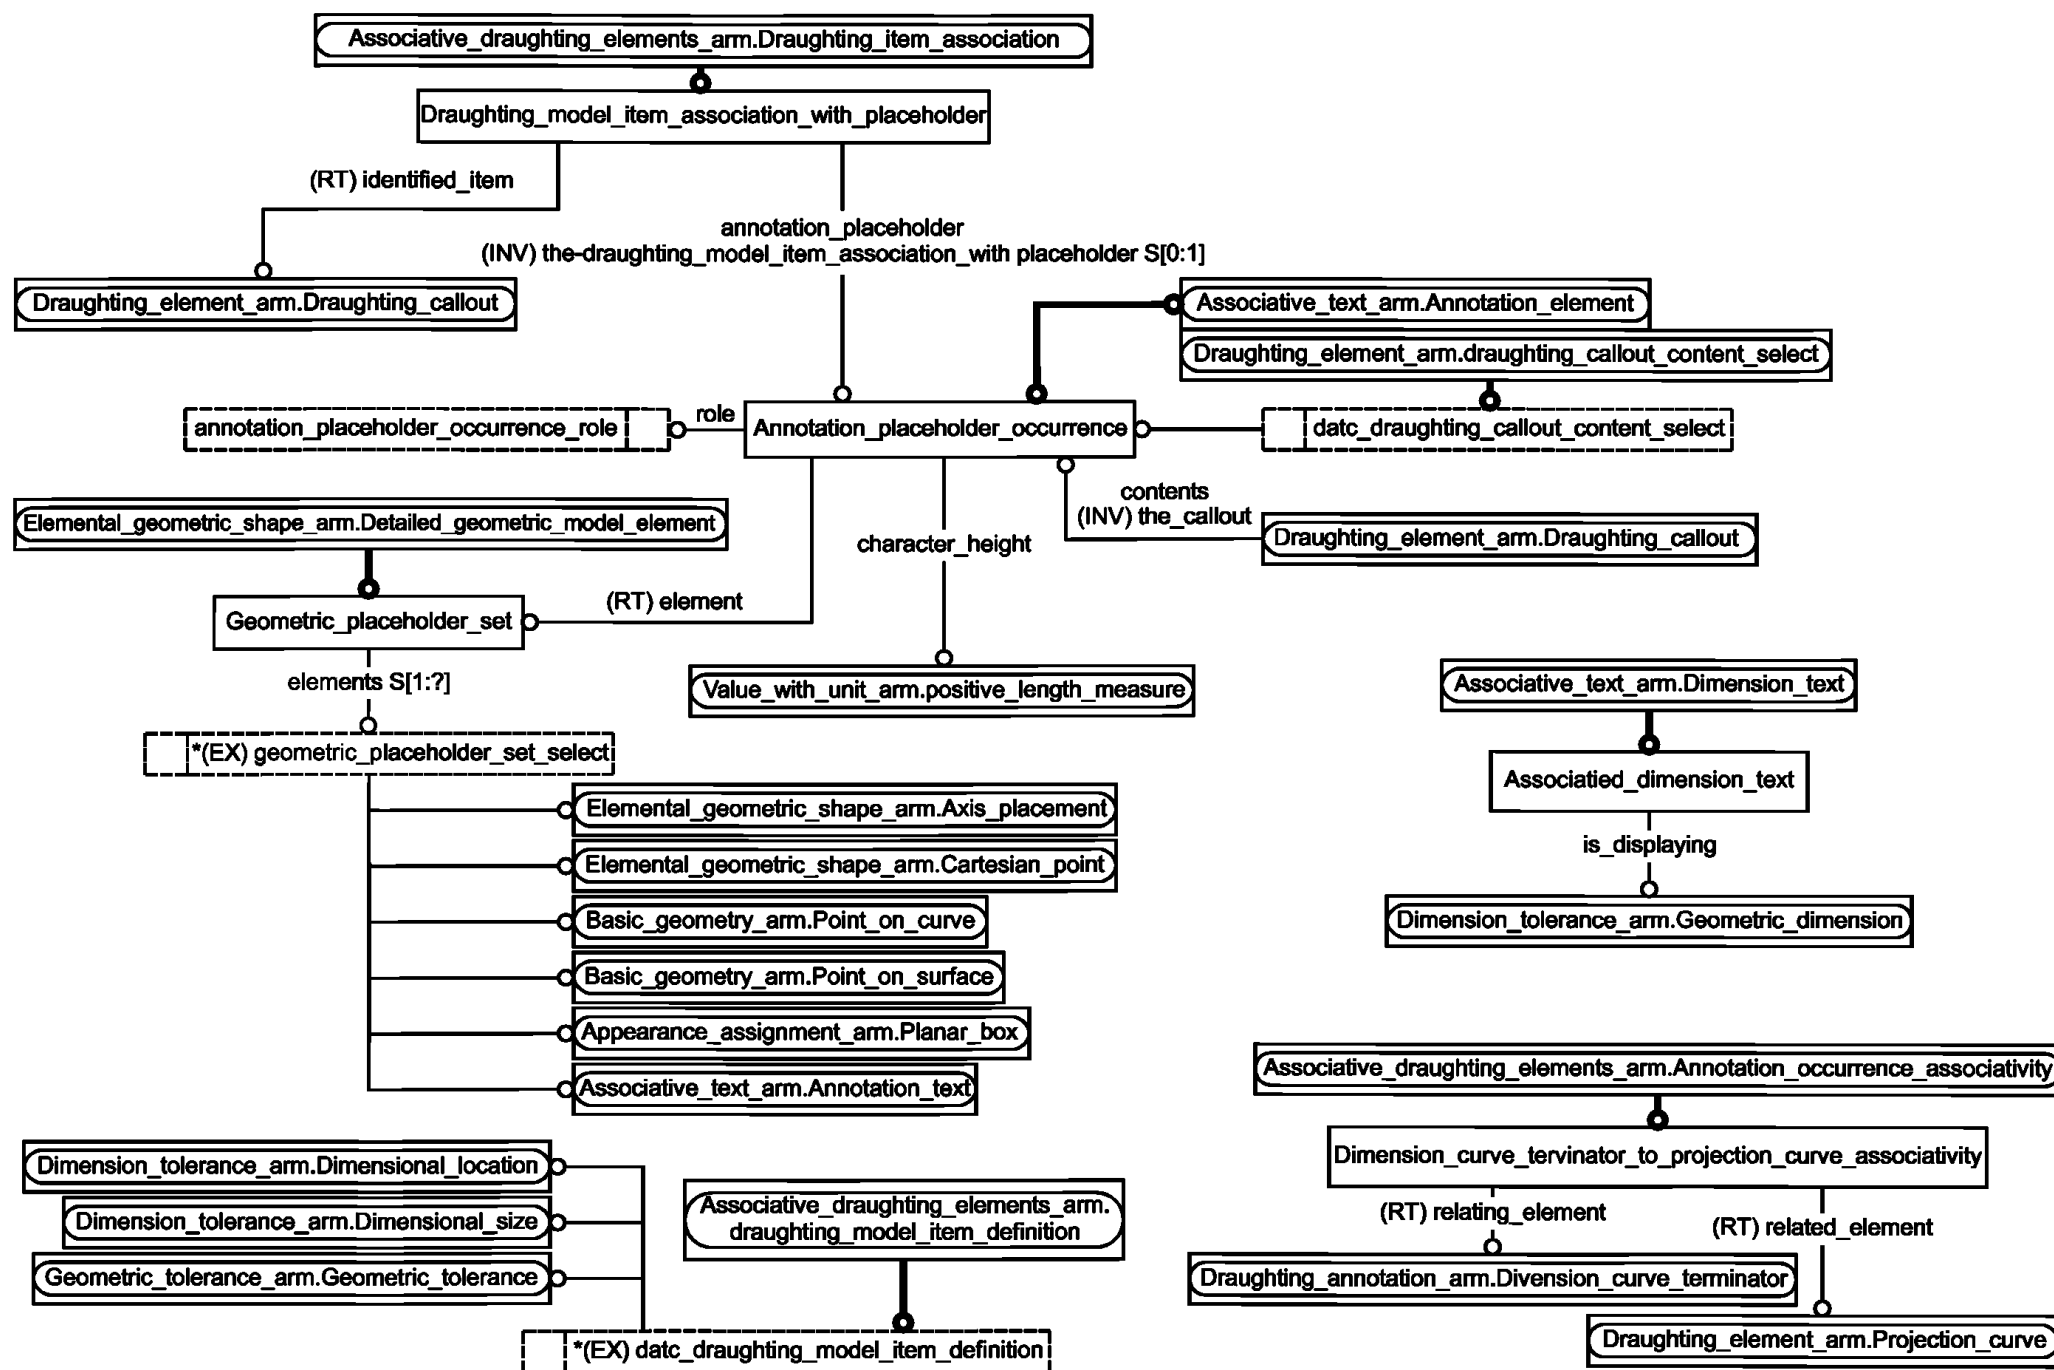 Associative_draughting_elements_arm.Draughting_item_association
Draughting_model_item_association_with_placeholder
(RT) identified_item
annotation_placeholder
(INV) the-draughting_model_item_association_with placeholder S[0:1]
Draughting_element_arm.Draughting_callout
Associative_text_arm.Annotation_element
Draughting_element_arm.draughting_callout_content_select
annotation_placeholder_occurrence_role
role
Annotation_placeholder_occurrence
datc_draughting_callout_content_select
contents
(INV) the_callout
Elemental_geometric_shape_arm.Detailed_geometric_model_element
character_height
Draughting_element_arm.Draughting_callout
Geometric_placeholder_set
(RT) element
elements S[1:?]
Value_with_unit_arm.positive_length_measure
Associative_text_arm.Dimension_text
*(EX) geometric_placeholder_set_select
Associatied_dimension_text
Elemental_geometric_shape_arm.Axis_placement
is_displaying
Elemental_geometric_shape_arm.Cartesian_point
Basic_geometry_arm.Point_on_curve
Dimension_tolerance_arm.Geometric_dimension
Basic_geometry_arm.Point_on_surface
Appearance_assignment_arm.Planar_box
Associative_text_arm.Annotation_text
Associative_draughting_elements_arm.Annotation_occurrence_associativity
Dimension_curve_tervinator_to_projection_curve_associativity
Dimension_tolerance_arm.Dimensional_location
Dimension_tolerance_arm.Dimensional_size
Geometric_tolerance_arm.Geometric_tolerance
Associative_draughting_elements_arm.
draughting_model_item_definition
(RT) relating_element
(RT) related_element
Draughting_annotation_arm.Divension_curve_terminator
*(EX) datc_draughting_model_item_definition
Draughting_element_arm.Projection_curve